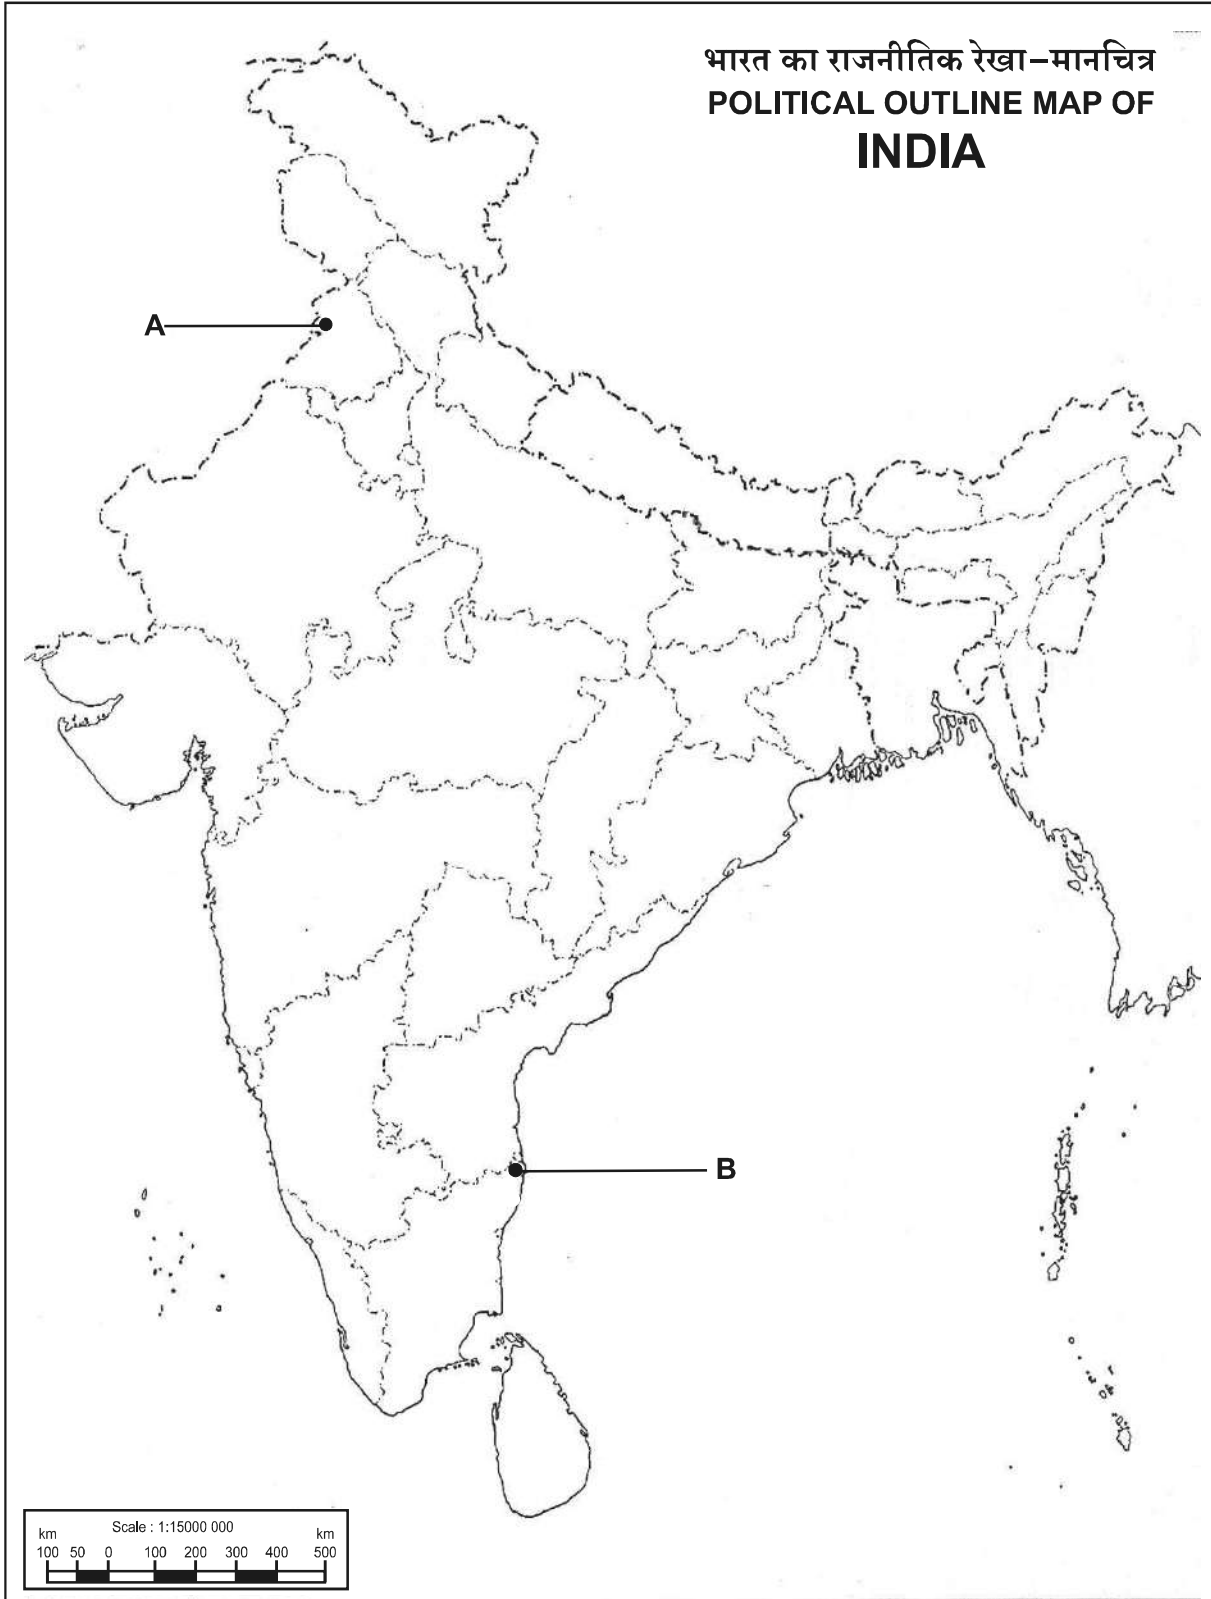 भारत का राजनीतिक रेखा–मानचित्र
POLITICAL OUTLINE MAP OF
INDIA
A
B
Scale : 1:15000 000
km km
100 50 0 100 200 300 400 500